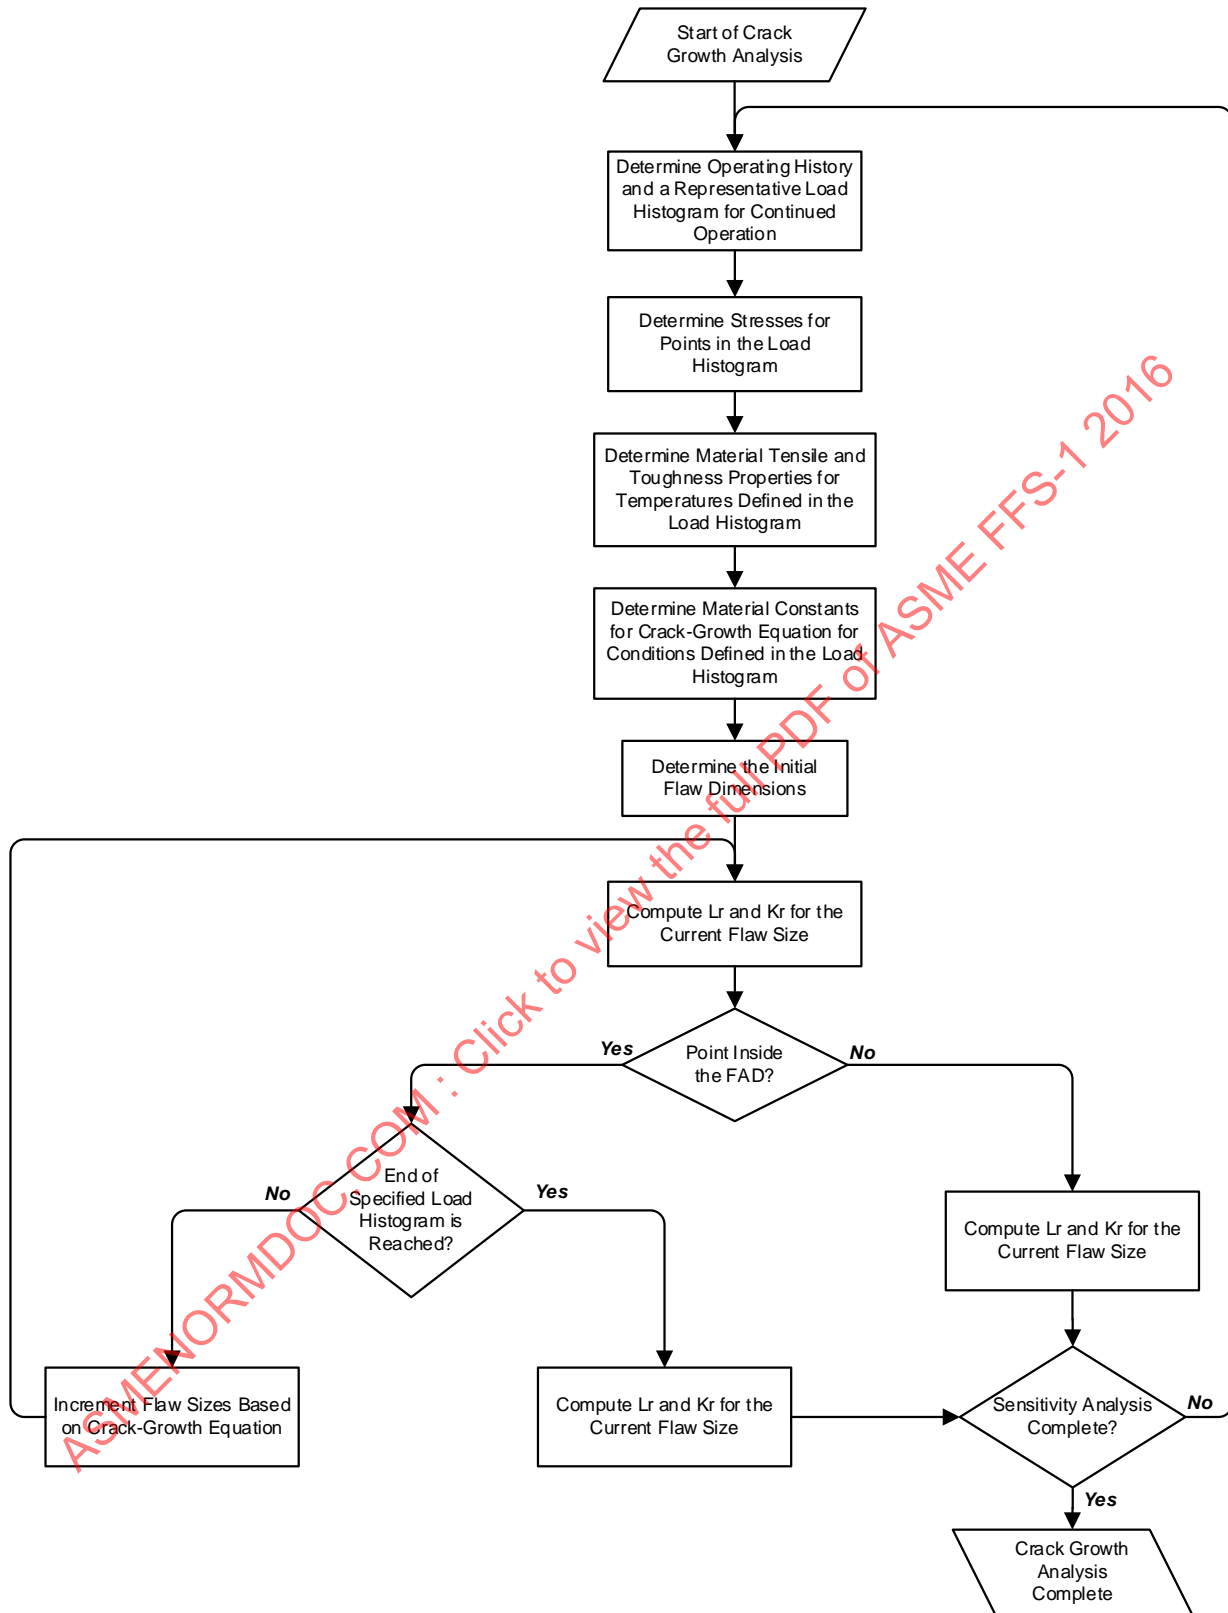 Start of Crack
Growth Analysis
Determine Operating History
and a Representative Load
Histogram for Continued
Operation
Determine Stresses for
Points in the Load
Histogram
Determine Material Tensile and
Toughness Properties for
Temperatures Defined in the
Load Histogram
Determine Material Constants
for Crack-Growth Equation for
Conditions Defined in the Load
Histogram
Determine the Initial
Flaw Dimensions
Compute Lr and Kr for the
Current Flaw Size
Point Inside
the FAD?
Yes
No
End of
Specified Load
Histogram is
Reached?
No
Yes
Compute Lr and Kr for the
Current Flaw Size
Increment Flaw Sizes Based
on Crack-Growth Equation
Compute Lr and Kr for the
Current Flaw Size
Sensitivity Analysis
Complete?
No
Yes
Crack Growth
Analysis
Complete
ASMENORMDOC.COM : Click to view the full PDF of ASME FFS-1 2016